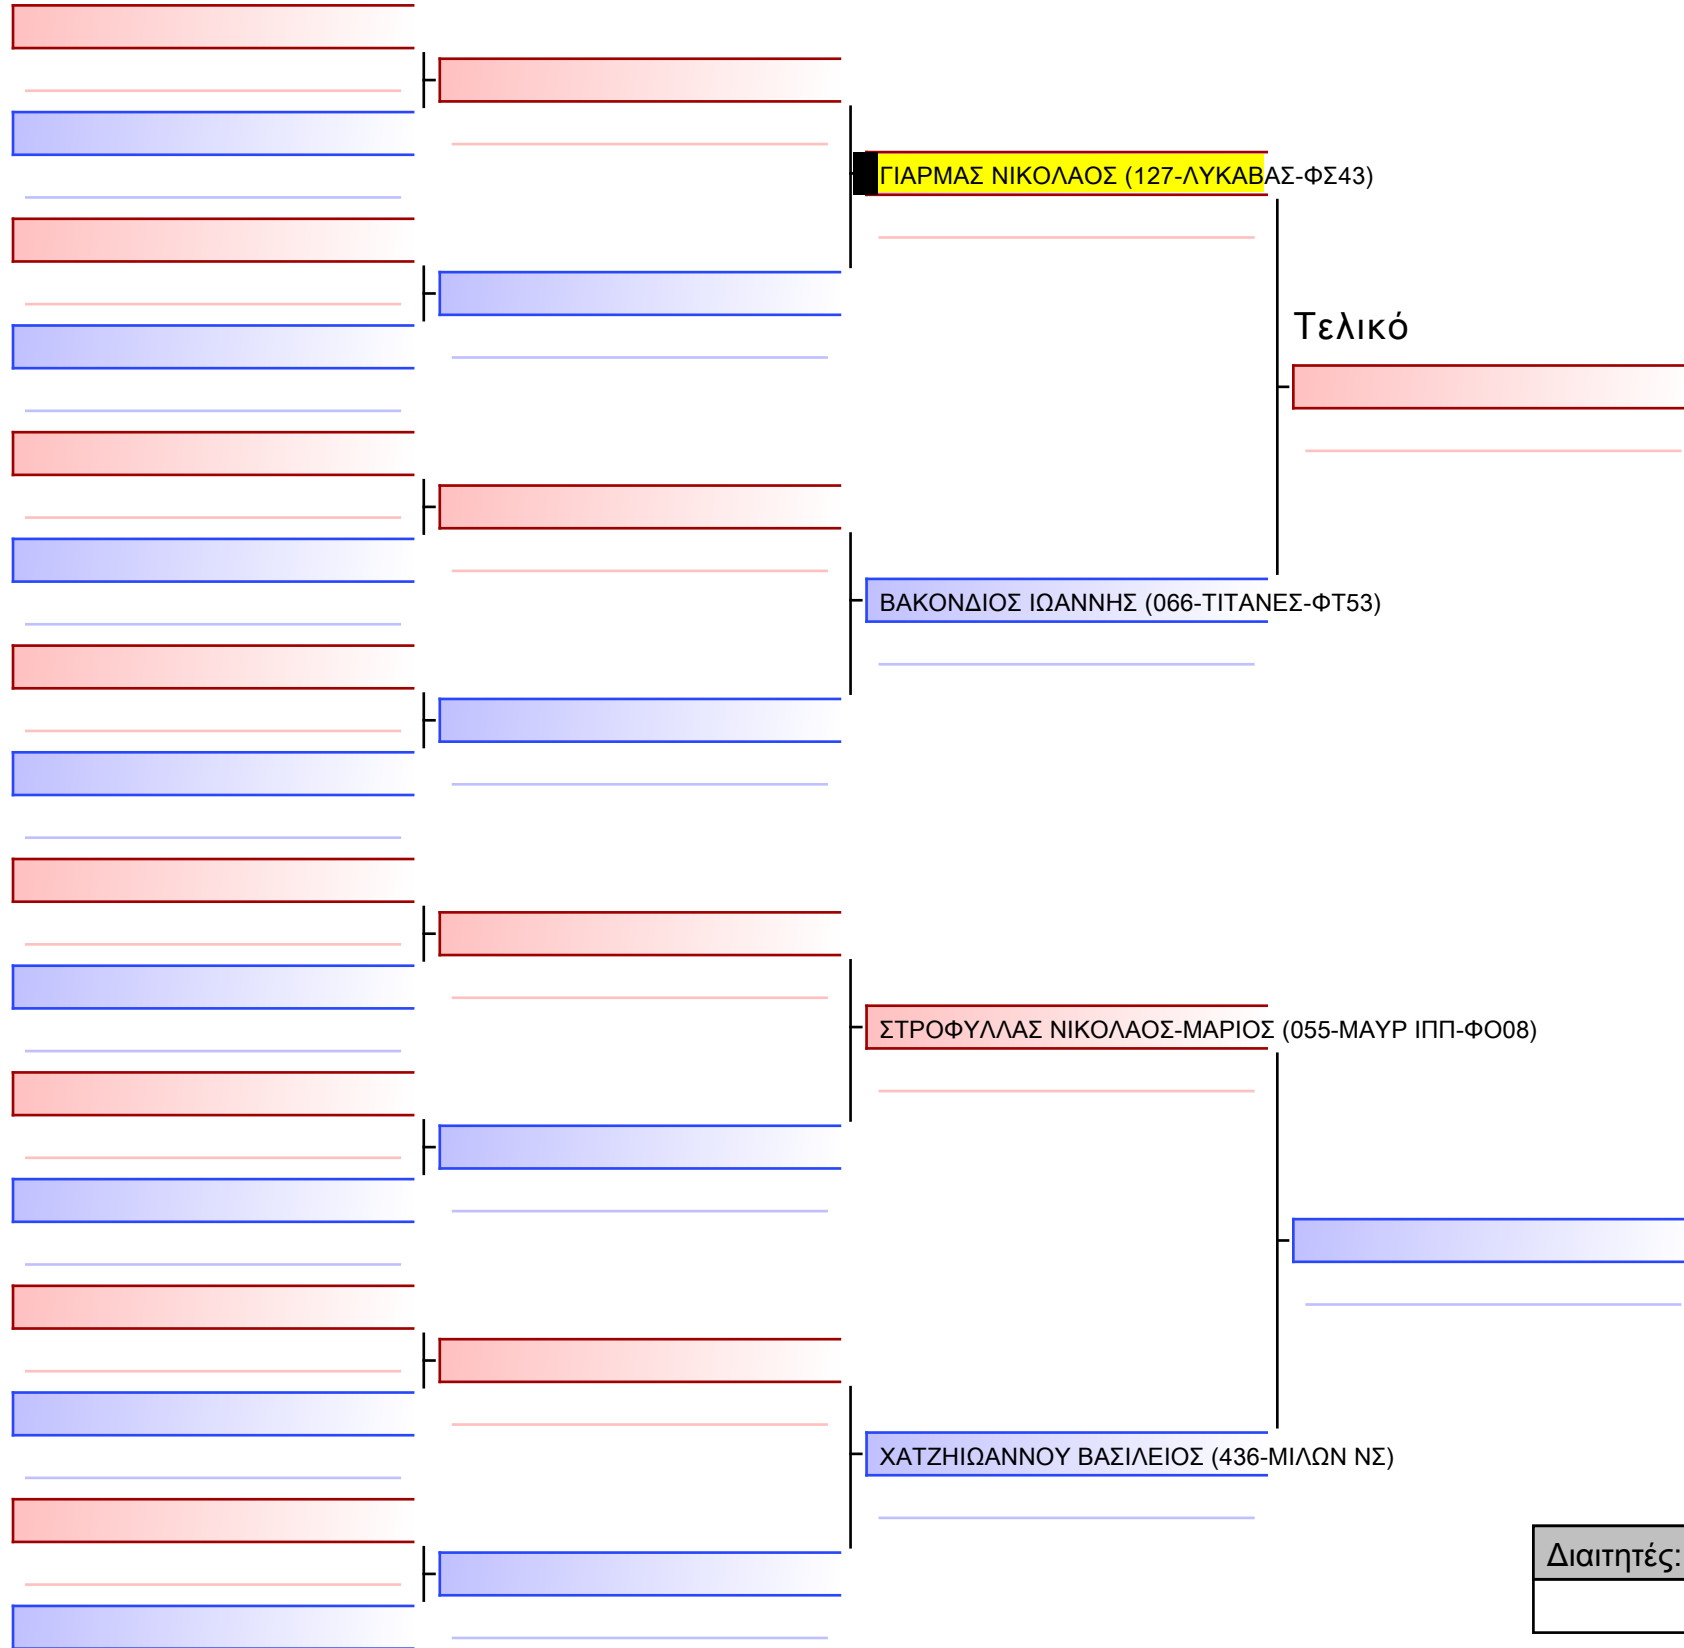 ΓΙΑΡΜΑΣ ΝΙΚΟΛΑΟΣ (127-ΛΥΚΑΒΑΣ-ΦΣ43)
Τελικό
ΒΑΚΟΝΔΙΟΣ ΙΩΑΝΝΗΣ (066-ΤΙΤΑΝΕΣ-ΦΤ53)
ΣΤΡΟΦΥΛΛΑΣ ΝΙΚΟΛΑΟΣ-ΜΑΡΙΟΣ (055-ΜΑΥΡ ΙΠΠ-ΦΟ08)
ΧΑΤΖΗΙΩΑΝΝΟΥ ΒΑΣΙΛΕΙΟΣ (436-ΜΙΛΩΝ ΝΣ)
Διαιτητές: